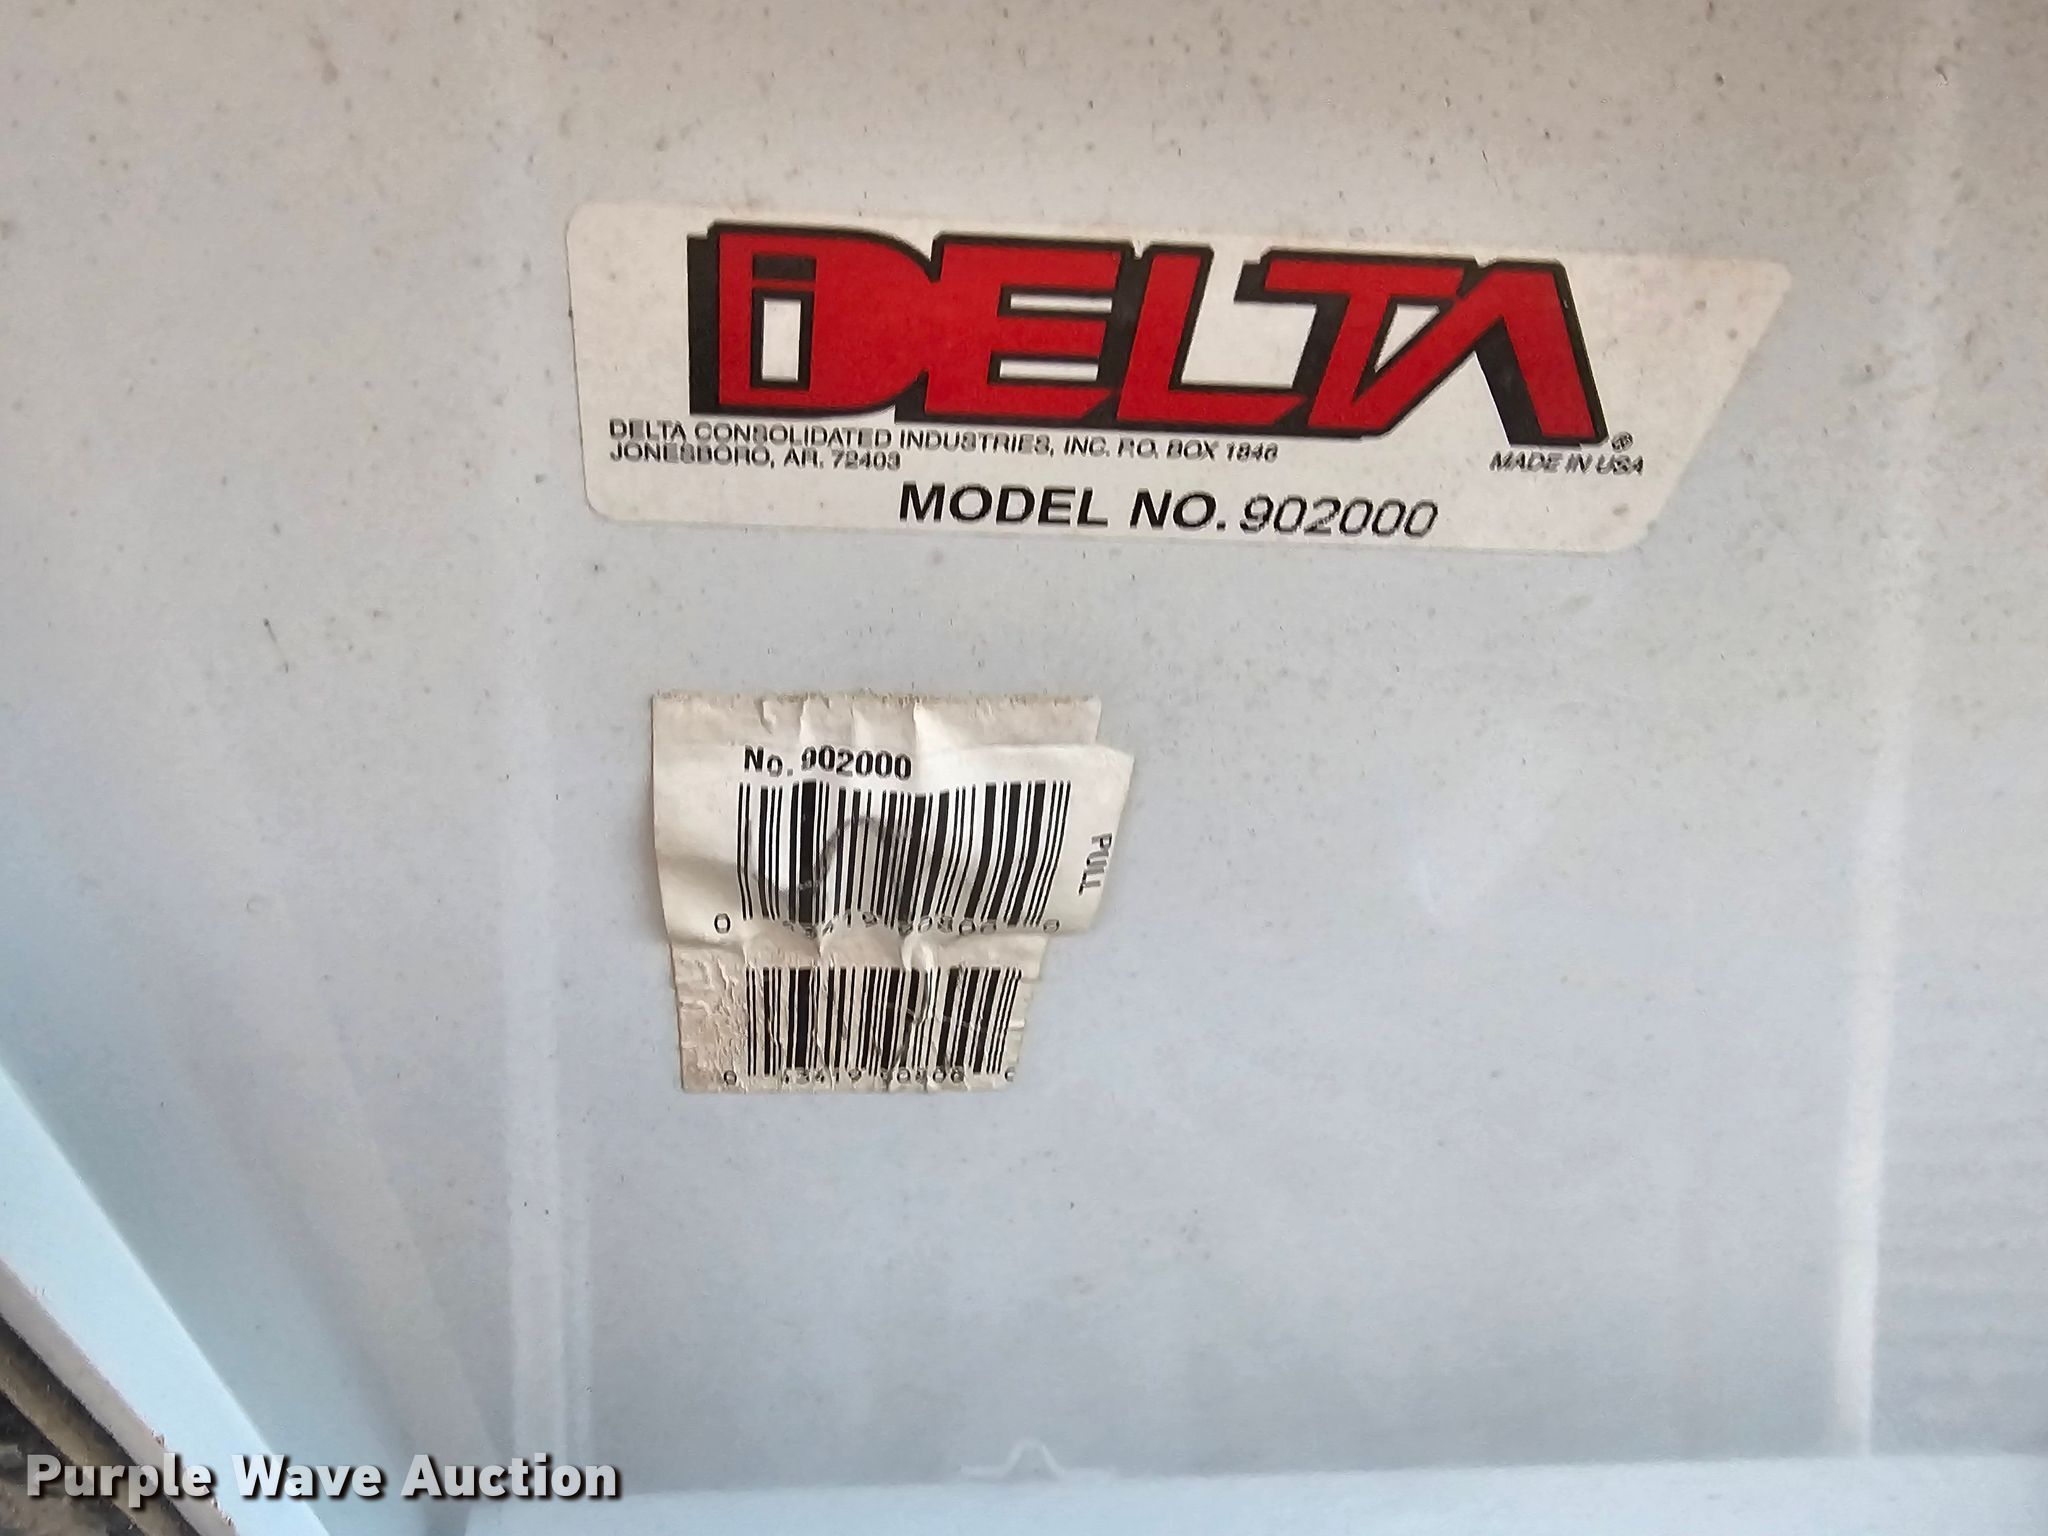 DELTA ®
DELTA CONSOLIDATED INDUSTRIES, INC. P.O. BOX 1846
JONESBORO, AR. 72403
MADE IN USA
MODEL NO. 902000
No. 902000
PULL
Purple Wave Auction